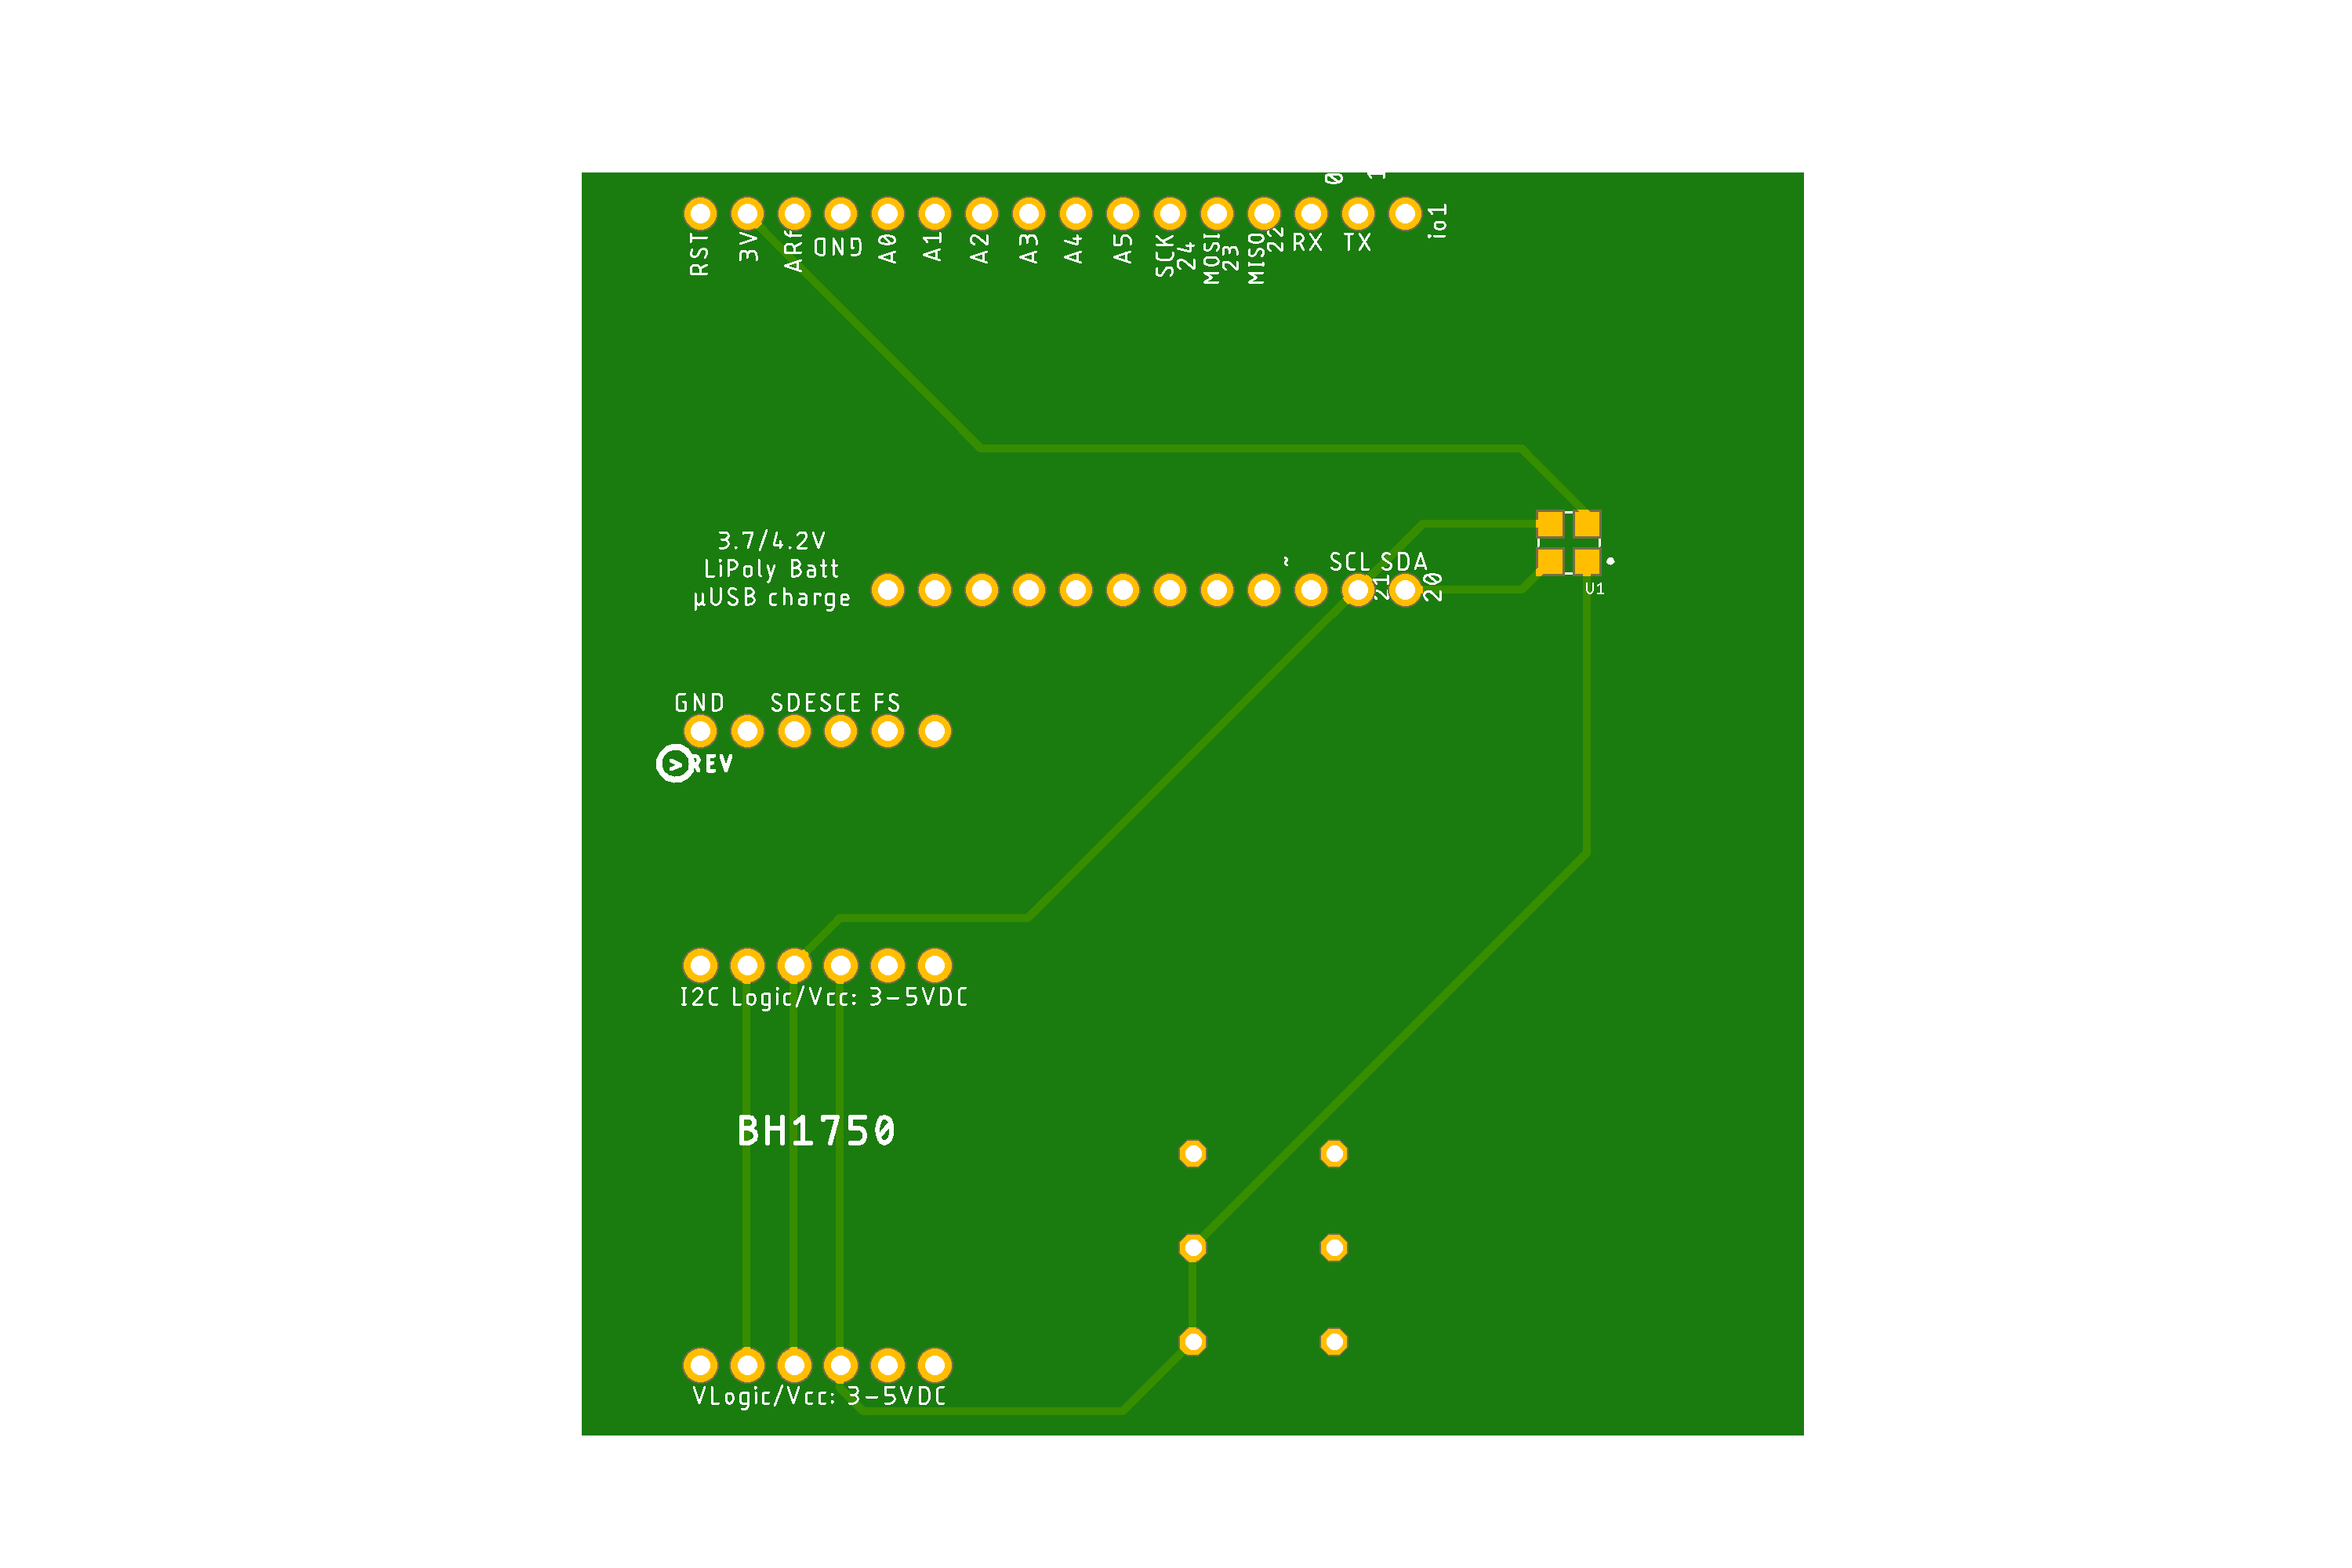 0 1
RST 3V ARf GND A0 A1 A2 A3 A4 A5 SCK 24 MOSI 23 MISO 22 RX TX io1
3.7/4.2V
LiPoly Batt
µUSB charge
~ SCL SDA
21 20
U1
GND SDESCE FS
>REV
I2C Logic/Vcc: 3-5VDC
BH1750
VLogic/Vcc: 3-5VDC